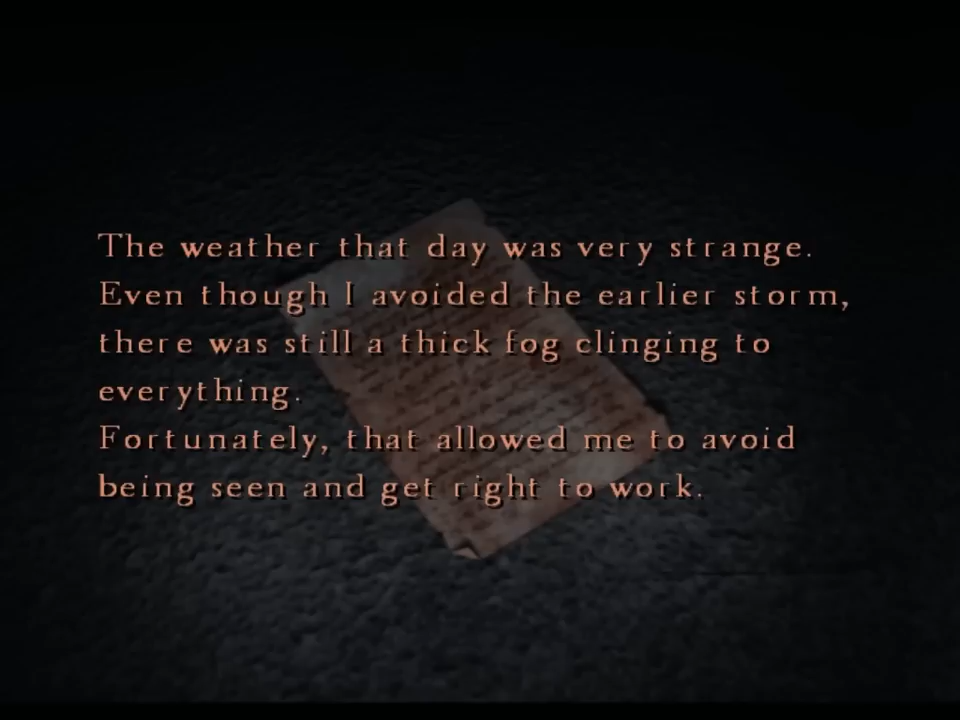 The weather that day was very strange.
Even though I avoided the earlier storm,
there was still a thick fog clinging to
everything.
Fortunately, that allowed me to avoid
being seen and get right to work.